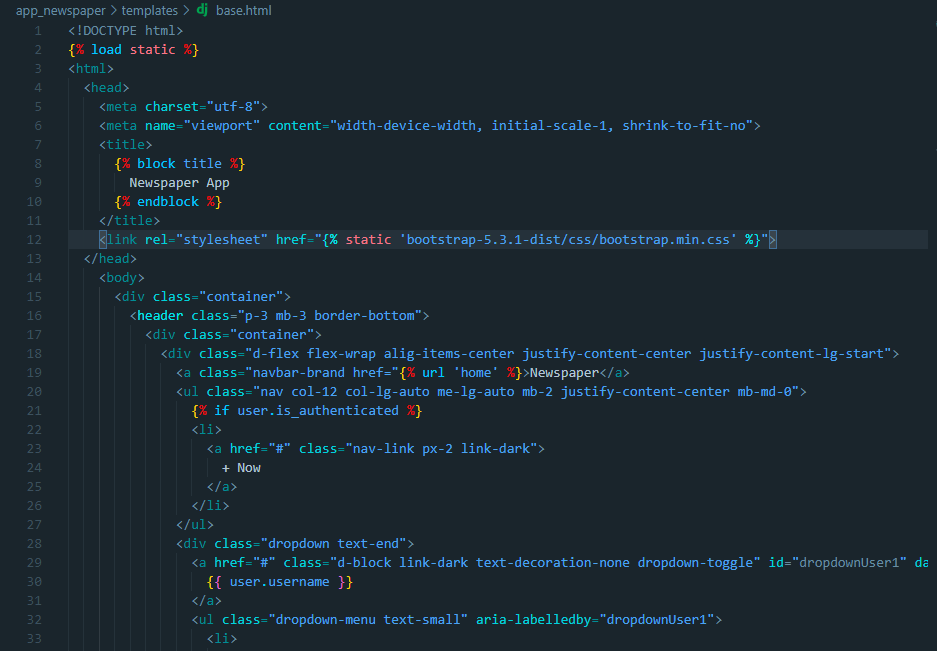 app_newspaper > templates > dj base.html
1 <!DOCTYPE html>
2 {% load static %}
3 <html>
4 <head>
5 <meta charset="utf-8">
6 <meta name="viewport" content="width-device-width, initial-scale-1, shrink-to-fit-no">
7 <title>
8 {% block title %}
9 Newspaper App
10 {% endblock %}
11 </title>
12 <link rel="stylesheet" href="{% static 'bootstrap-5.3.1-dist/css/bootstrap.min.css' %}">
13 </head>
14 <body>
15 <div class="container">
16 <header class="p-3 mb-3 border-bottom">
17 <div class="container">
18 <div class="d-flex flex-wrap alig-items-center justify-content-center justify-content-lg-start">
19 <a class="navbar-brand href="{% url 'home' %}>Newspaper</a>
20 <ul class="nav col-12 col-lg-auto me-lg-auto mb-2 justify-content-center mb-md-0">
21 {% if user.is_authenticated %}
22 <li>
23 <a href="#" class="nav-link px-2 link-dark">
24 + Now
25 </a>
26 </li>
27 </ul>
28 <div class="dropdown text-end">
29 <a href="#" class="d-block link-dark text-decoration-none dropdown-toggle" id="dropdownUser1" da
30 {{ user.username }}
31 </a>
32 <ul class="dropdown-menu text-small" aria-labelledby="dropdownUser1">
33 <li>